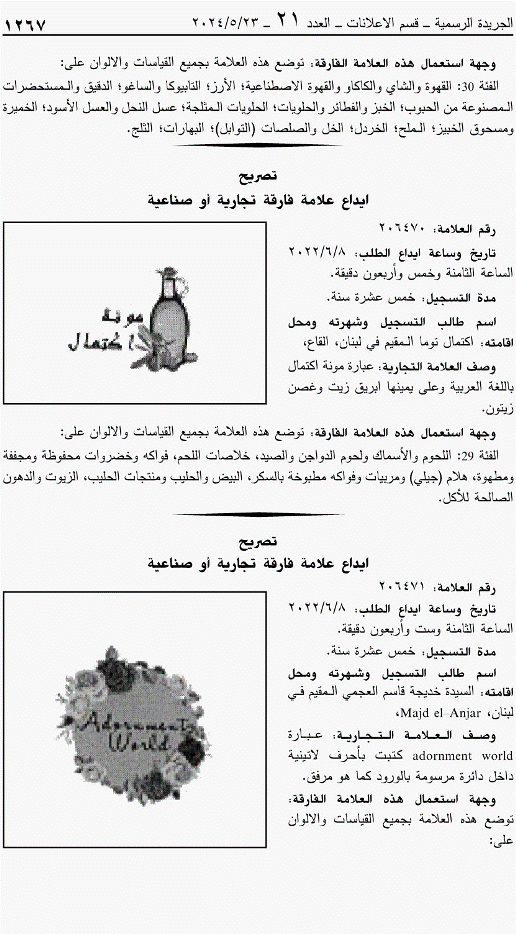 الجريدة الرسمية ــ قسم الاعلانات ــ العدد ٢١ ــ ٢٠٢٤/٥/٢٣
١٢٦٧
وجهة استعمال هذه العلامة الفارقة: توضع هذه العلامة بجميع القياسات والالوان على:
الفئة 30: القهوة والشاي والكاكاو والقهوة الاصطناعية؛ الأرز؛ التابيوكا والساغو؛ الدقيق والمستحضرات
المصنوعة من الحبوب؛ الخبز والفطائر والحلويات؛ الحلويات المثلجة؛ عسل النحل والعسل الأسود؛ الخميرة
ومسحوق الخبيز؛ الملح؛ الخردل؛ الخل والصلصات (التوابل)؛ البهارات؛ الثلج.
تصريح
ايداع علامة فارقة تجارية أو صناعية
رقم العلامة: ٢٠٦٤٧٠
تاريخ وساعة ايداع الطلب: ٢٠٢٢/٦/٨
الساعة الثامنة وخمس وأربعون دقيقة.
مدة التسجيل: خمس عشرة سنة.
اسم طالب التسجيل وشهرته ومحل
اقامته: اكتمال توما المقيم في لبنان، القاع،
وصف العلامة التجارية: عبارة مونة اكتمال
باللغة العربية وعلى يمينها ابريق زيت وغصن
زيتون.
مونة
اكتمال
وجهة استعمال هذه العلامة الفارقة: توضع هذه العلامة بجميع القياسات والالوان على:
الفئة 29: اللحوم والأسماك ولحوم الدواجن والصيد، خلاصات اللحم، فواكه وخضروات محفوظة ومجففة
ومطهوة، هلام (جيلي) ومربيات وفواكه مطبوخة بالسكر، البيض والحليب ومنتجات الحليب، الزيوت والدهون
الصالحة للأكل.
تصريح
ايداع علامة فارقة تجارية أو صناعية
رقم العلامة: ٢٠٦٤٧١
تاريخ وساعة ايداع الطلب: ٢٠٢٢/٦/٨
الساعة الثامنة وست وأربعون دقيقة.
مدة التسجيل: خمس عشرة سنة.
اسم طالب التسجيل وشهرته ومحل
اقامته: السيدة خديجة قاسم العجمي المقيم في
لبنان، Majd el–Anjar،
وصف العلامة التجارية: عبارة
adornment world كتبت بأحرف لاتينية
داخل دائرة مرسومة بالورود كما هو مرفق.
وجهة استعمال هذه العلامة الفارقة:
توضع هذه العلامة بجميع القياسات والالوان
على:
Adornment
World